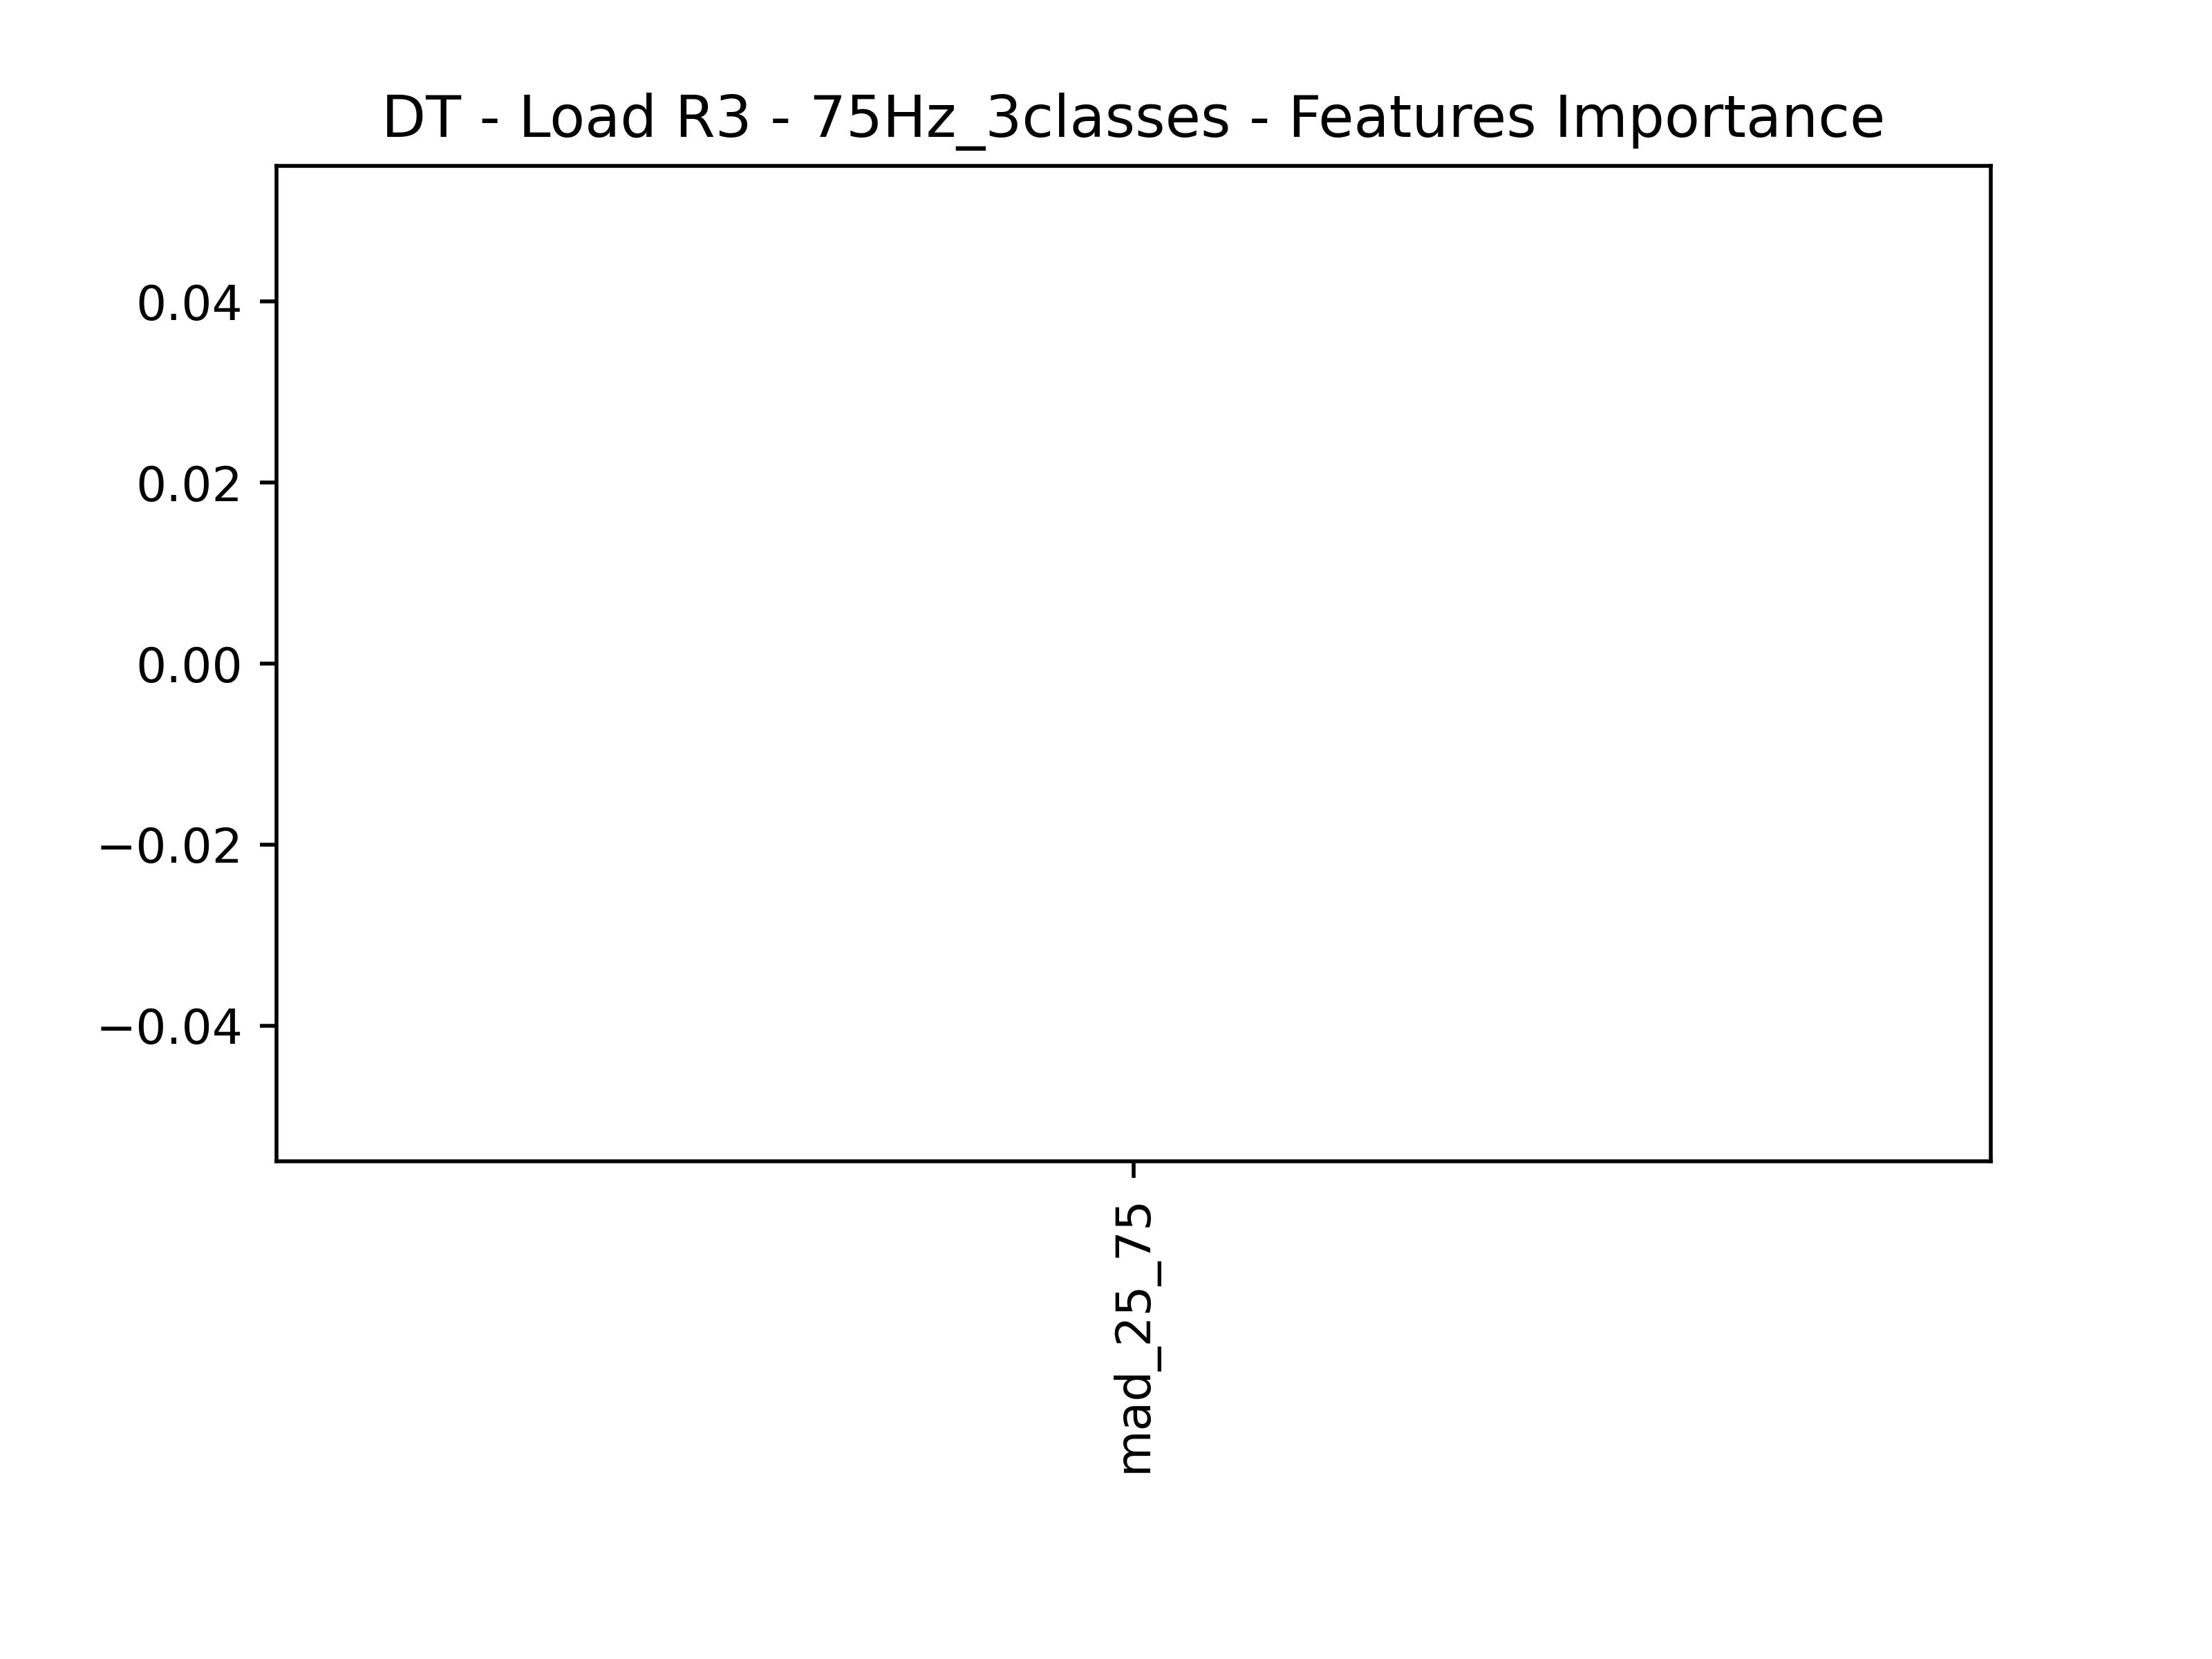 DT - Load R3 - 75Hz_3classes - Features Importance
0.04
0.02
0.00
−0.02
−0.04
mad_25_75